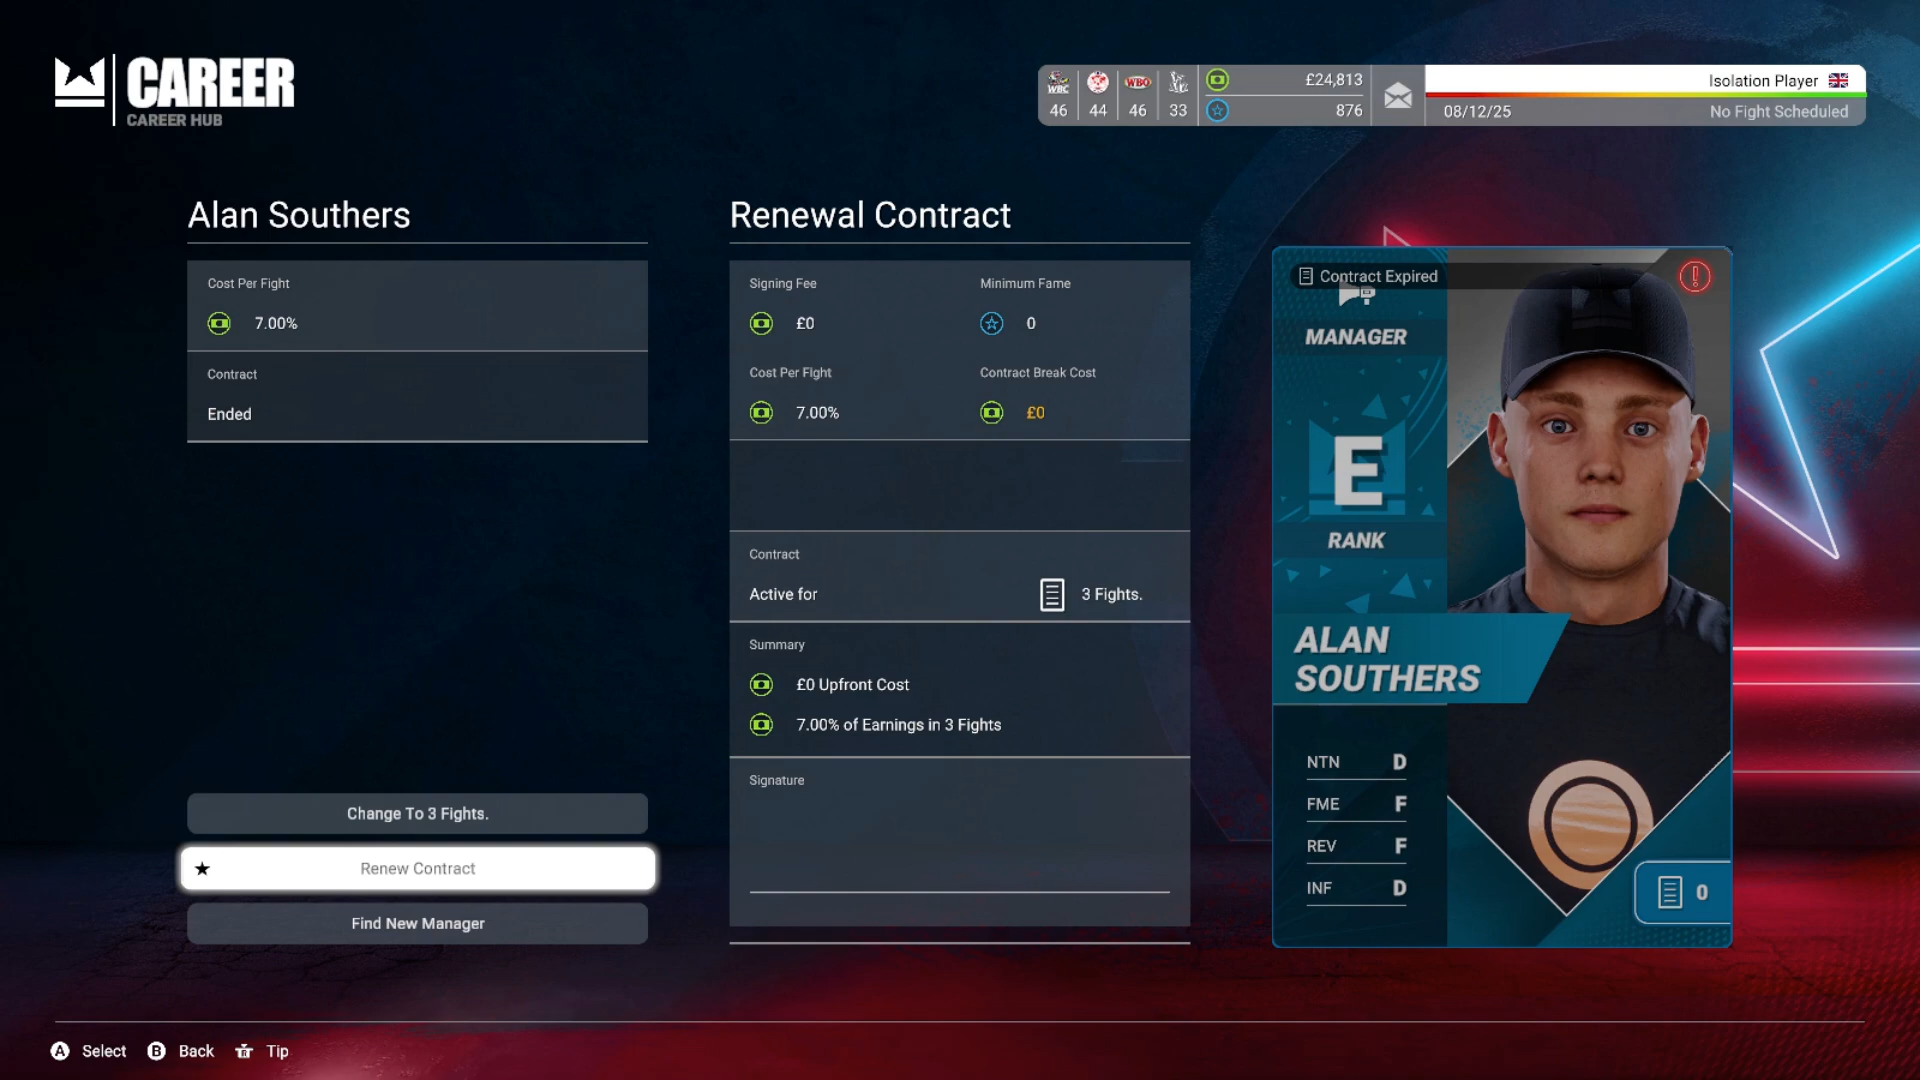 CAREER
CAREER HUB
WBC
WBO
46
44
46
33
£24,813
876
Isolation Player
08/12/25
No Fight Scheduled
Alan Southers
Cost Per Fight
7.00%
Contract
Ended
Change To 3 Fights.
Renew Contract
Find New Manager
Renewal Contract
Signing Fee
Minimum Fame
£0
0
Cost Per Fight
Contract Break Cost
7.00%
£0
Contract
Active for
3 Fights.
Summary
£0 Upfront Cost
7.00% of Earnings in 3 Fights
Signature
Contract Expired
MANAGER
E
RANK
ALAN
SOUTHERS
NTN D
FME F
REV F
INF D
0
A Select
B Back
Tip